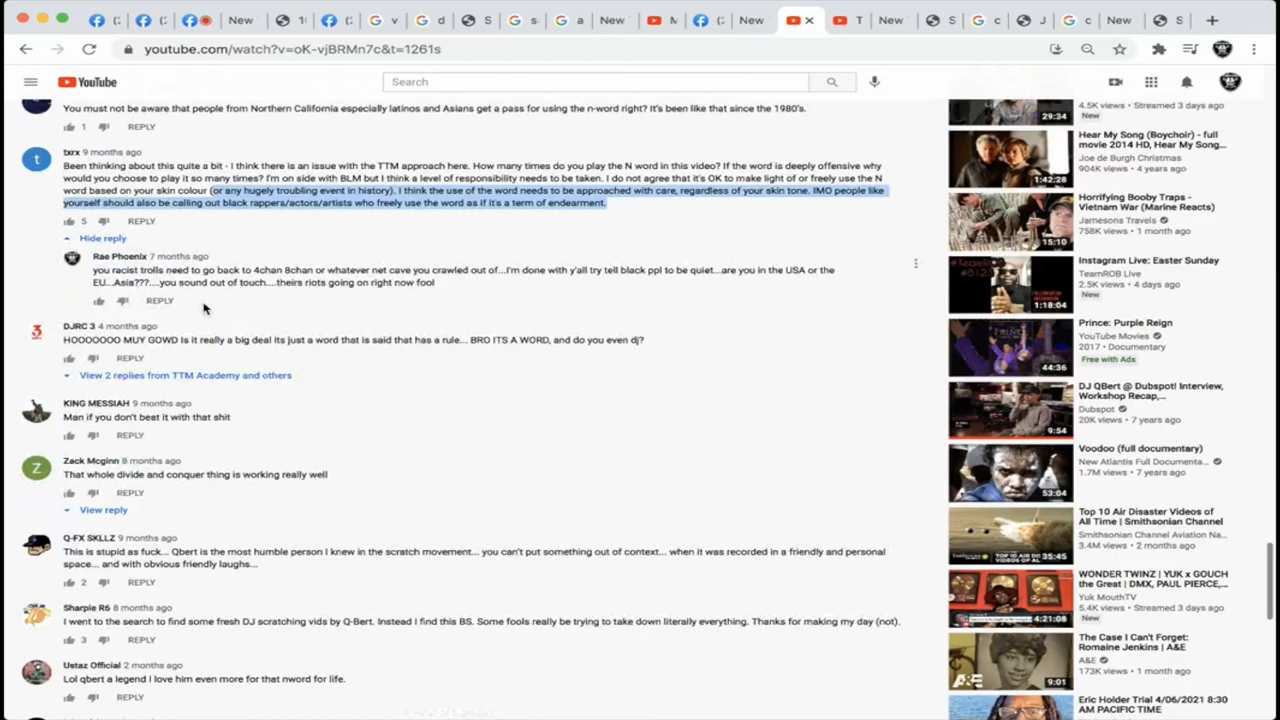 New
youtube.com/watch?v=oK-vjBRMn7c&t=1261s
YouTube
Search
You must not be aware that people from Northern California especially latinos and Asians get a pass for using the n-word right? It's been like that since the 1980's.
1 REPLY
txrx 9 months ago
Been thinking about this quite a bit - I think there is an issue with the TTM approach here. How many times do you play the N word in this video? If the word is deeply offensive why
would you choose to play it so many times? I'm on side with BLM but I think a level of responsibility needs to be taken. I do not agree that it's OK to make light of or freely use the N
word based on your skin colour (or any hugely troubling event in history). I think the use of the word needs to be approached with care, regardless of your skin tone. IMO people like
yourself should also be calling out black rappers/actors/artists who freely use the word as if it's a term of endearment.
5 REPLY
Hide reply
Rae Phoenix 7 months ago
you racist trolls need to go back to 4chan 8chan or whatever net cave you crawled out of...I'm done with y'all try tell black ppl to be quiet...are you in the USA or the
EU...Asia???....you sound out of touch....theirs riots going on right now fool
REPLY
DJRC 3 4 months ago
HOOOOOOO MUY GOWD Is it really a big deal its just a word that is said that has a rule... BRO ITS A WORD, and do you even dj?
REPLY
View 2 replies from TTM Academy and others
KING MESSIAH 9 months ago
Man if you don't beat it with that shit
REPLY
Zack Mcginn 8 months ago
That whole divide and conquer thing is working really well
REPLY
View reply
Q-FX SKLLZ 9 months ago
This is stupid as fuck... Qbert is the most humble person I knew in the scratch movement... you can't put something out of context... when it was recorded in a friendly and personal
space... and with obvious friendly laughs...
2 REPLY
Sharpie R6 8 months ago
I went to the search to find some fresh DJ scratching vids by Q-Bert. Instead I find this BS. Some fools really be trying to take down literally everything. Thanks for making my day (not).
3 REPLY
Ustaz Official 2 months ago
Lol qbert a legend I love him even more for that nword for life.
REPLY
4.5K views • Streamed 3 days ago
New
29:34
Hear My Song (Boychoir) - full
movie 2014 HD, Hear My Song...
Joe de Burgh Christmas
904K views • 4 years ago
1:42:28
Horrifying Booby Traps of
Vietnam War (Marine Reacts)
Jamesons Travels
758K views • 1 month ago
15:10
Instagram Live: Easter Sunday
TeamROB Live
2.5K views • 4 days ago
New
1:18:04
Prince: Purple Reign
YouTube Movies
2017 • Documentary
Free with Ads
44:36
DJ QBert @ Dubspot! Interview,
Workshop Recap,...
Dubspot
20K views • 7 years ago
9:54
Voodoo (full documentary)
New Atlantis Full Documenta...
1.7M views • 7 years ago
53:04
Top 10 Air Disaster Videos of
All Time | Smithsonian Channel
Smithsonian Channel Aviation Na...
3.4M views • 2 months ago
35:45
WONDER TWINZ | YUK x GOUCH
the Great | DMX, PAUL PIERCE,...
Yuk MouthTV
5.4K views • Streamed 3 days ago
New
4:21:08
The Case I Can't Forget:
Romaine Jenkins | A&E
A&E
173K views • 1 month ago
9:01
Eric Holder Trial 4/06/2021 8:30
AM PACIFIC TIME